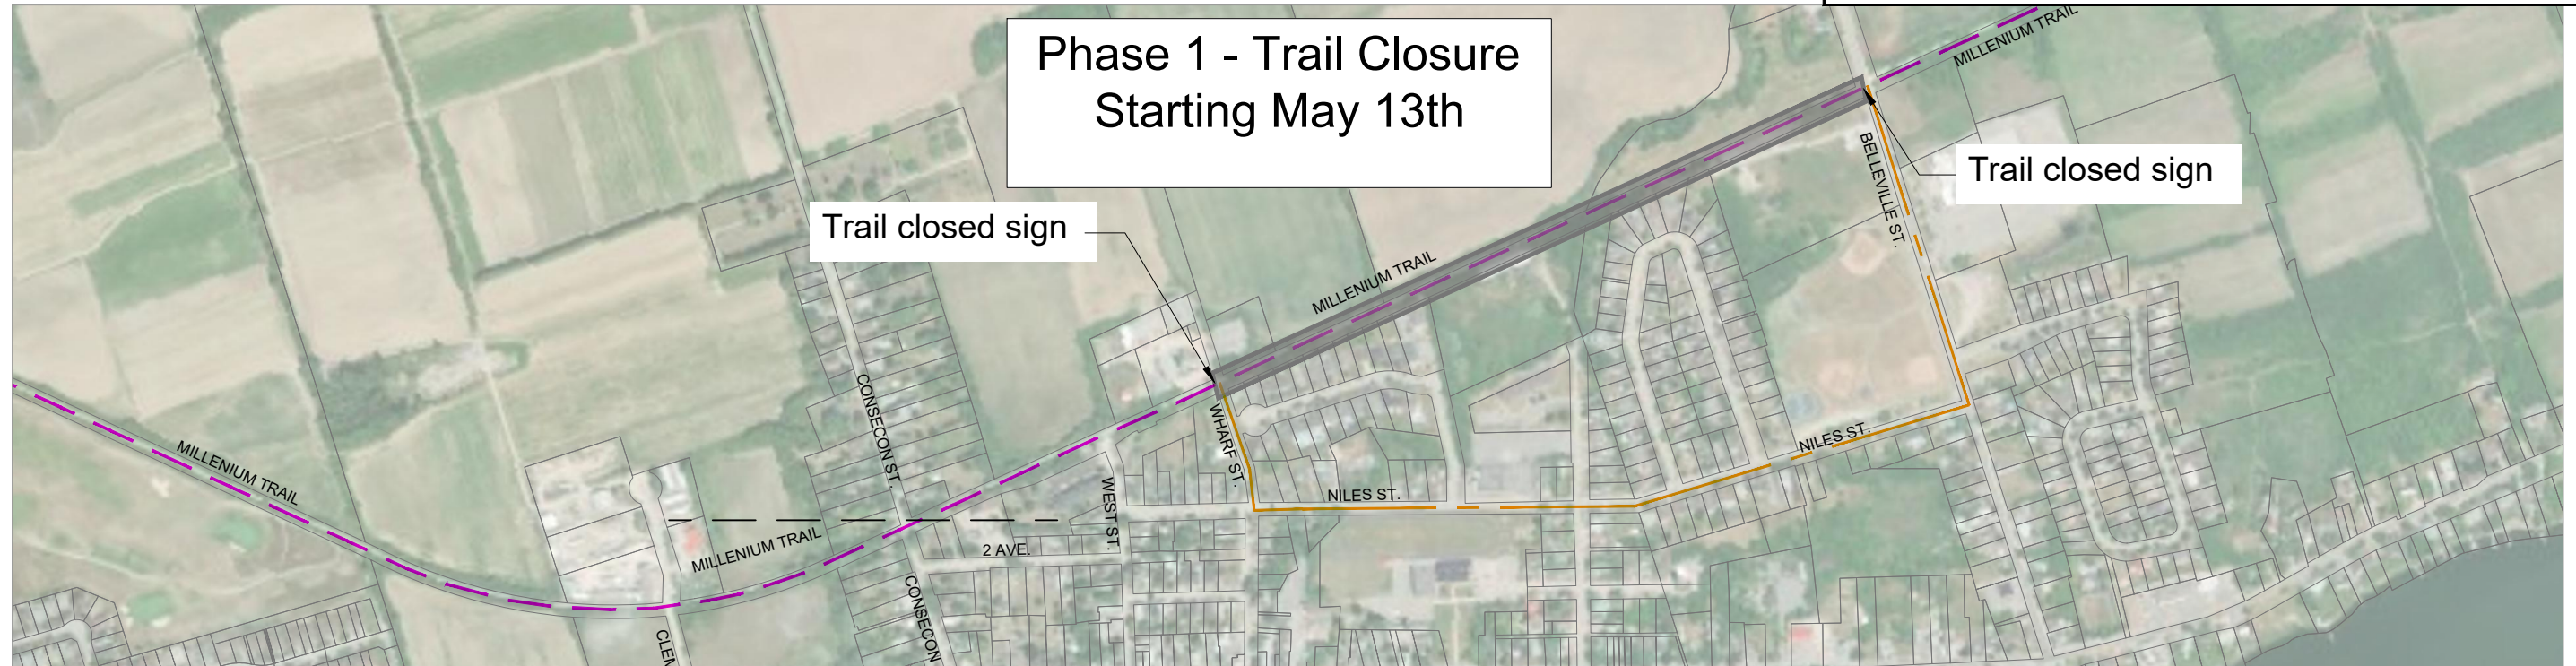 Phase 1 - Trail Closure
Starting May 13th
MILLENIUM TRAIL
Trail closed sign
BELLEVILLE ST.
Trail closed sign
MILLENIUM TRAIL
CONSECON ST.
WHARF ST.
NILES ST.
MILLENIUM TRAIL
WEST ST.
NILES ST.
MILLENIUM TRAIL
2 AVE.
CONSECON
CLEM